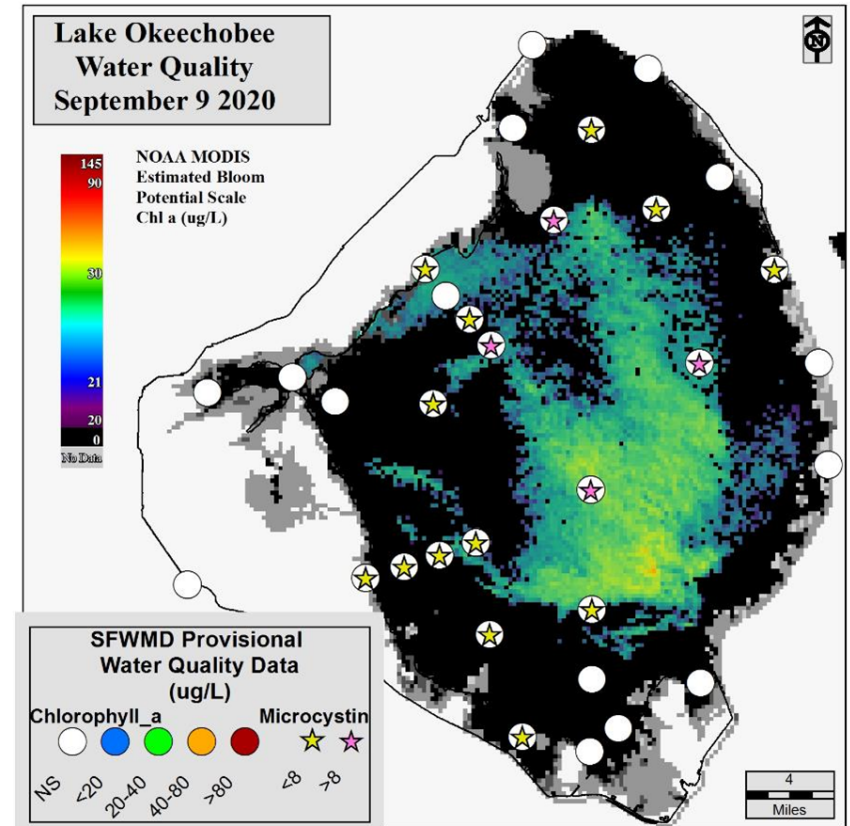 Lake Okeechobee
Water Quality
September 9 2020
N
NOAA MODIS
Estimated Bloom
Potential Scale
Chl a (ug/L)
145
90
30
21
20
0
No Data
SFWMD Provisional
Water Quality Data
(ug/L)
Chlorophyll_a Microcystin
NS <20 20-40 40-80 >80 <8 >8
4
Miles